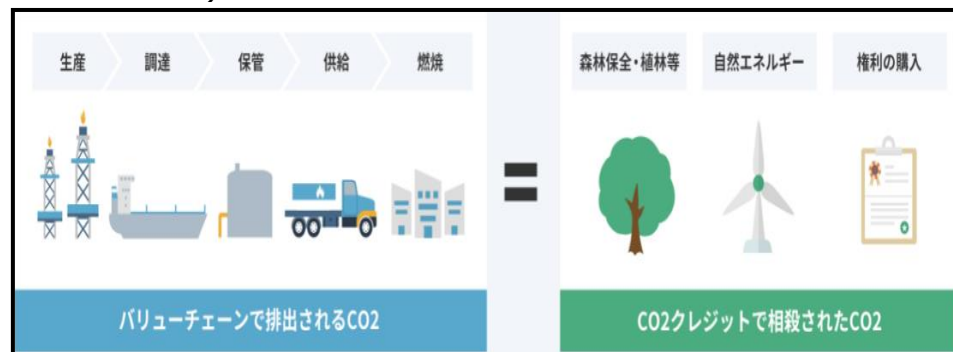 生産 調達 保管 供給 燃焼
森林保全・植林等 自然エネルギー 権利の購入
=
バリューチェーンで排出されるCO2
CO2クレジットで相殺されたCO2